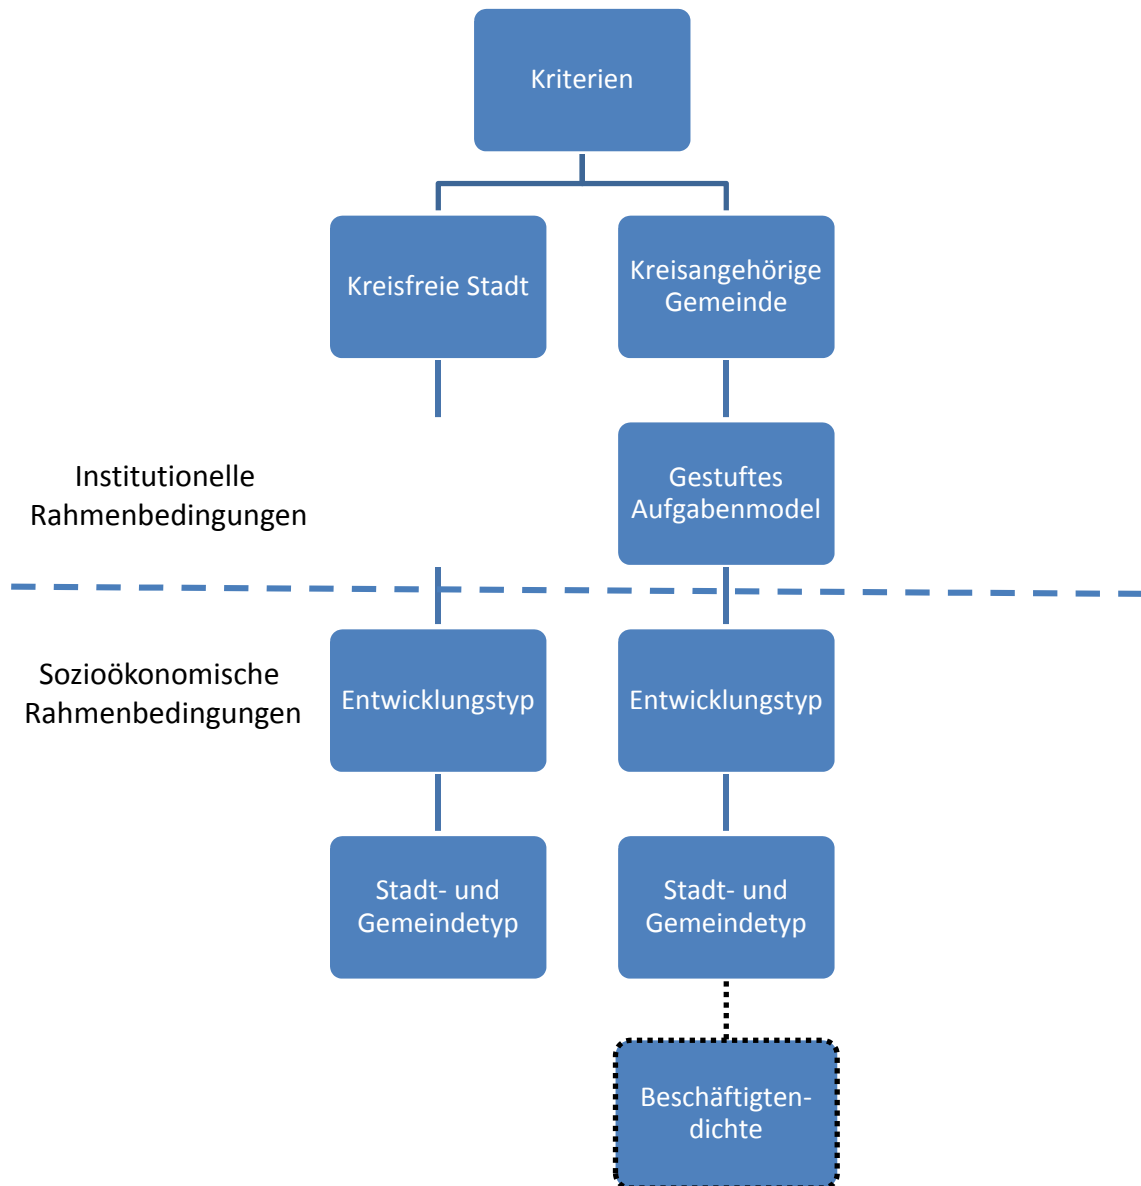 Kriterien
Kreisfreie Stadt
Kreisangehörige
Gemeinde
Institutionelle
Rahmenbedingungen
Gestuftes
Aufgabenmodel
Sozioökonomische
Rahmenbedingungen
Entwicklungstyp
Entwicklungstyp
Stadt- und
Gemeindetyp
Stadt- und
Gemeindetyp
Beschäftigten-
dichte